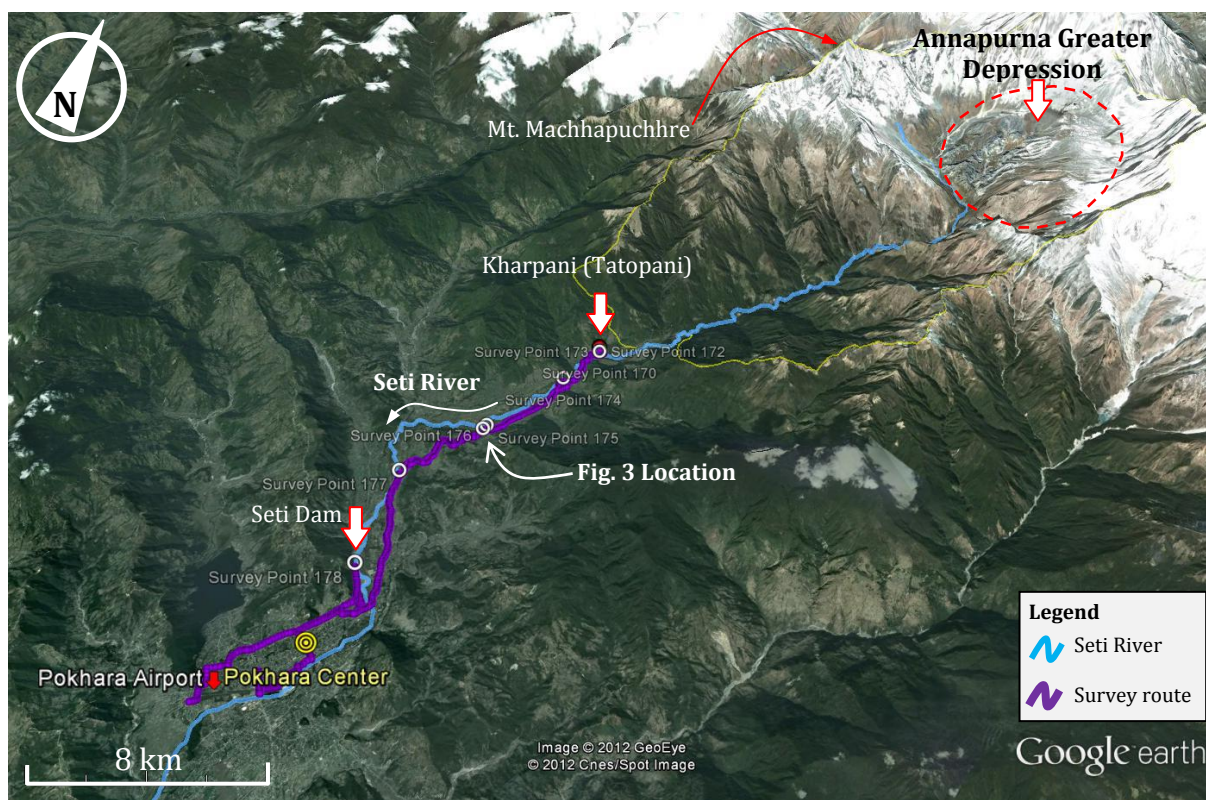 N
Annapurna Greater
Depression
Mt. Machhapuchhre
Kharpani (Tatopani)
Survey Point 173
Survey Point 172
Survey Point 170
Seti River
Survey Point 174
Survey Point 176
Survey Point 175
Fig. 3 Location
Survey Point 177
Seti Dam
Survey Point 178
Legend
Seti River
Survey route
Pokhara Airport
Pokhara Center
8 km
Image © 2012 GeoEye
© 2012 Cnes/Spot Image
Google earth